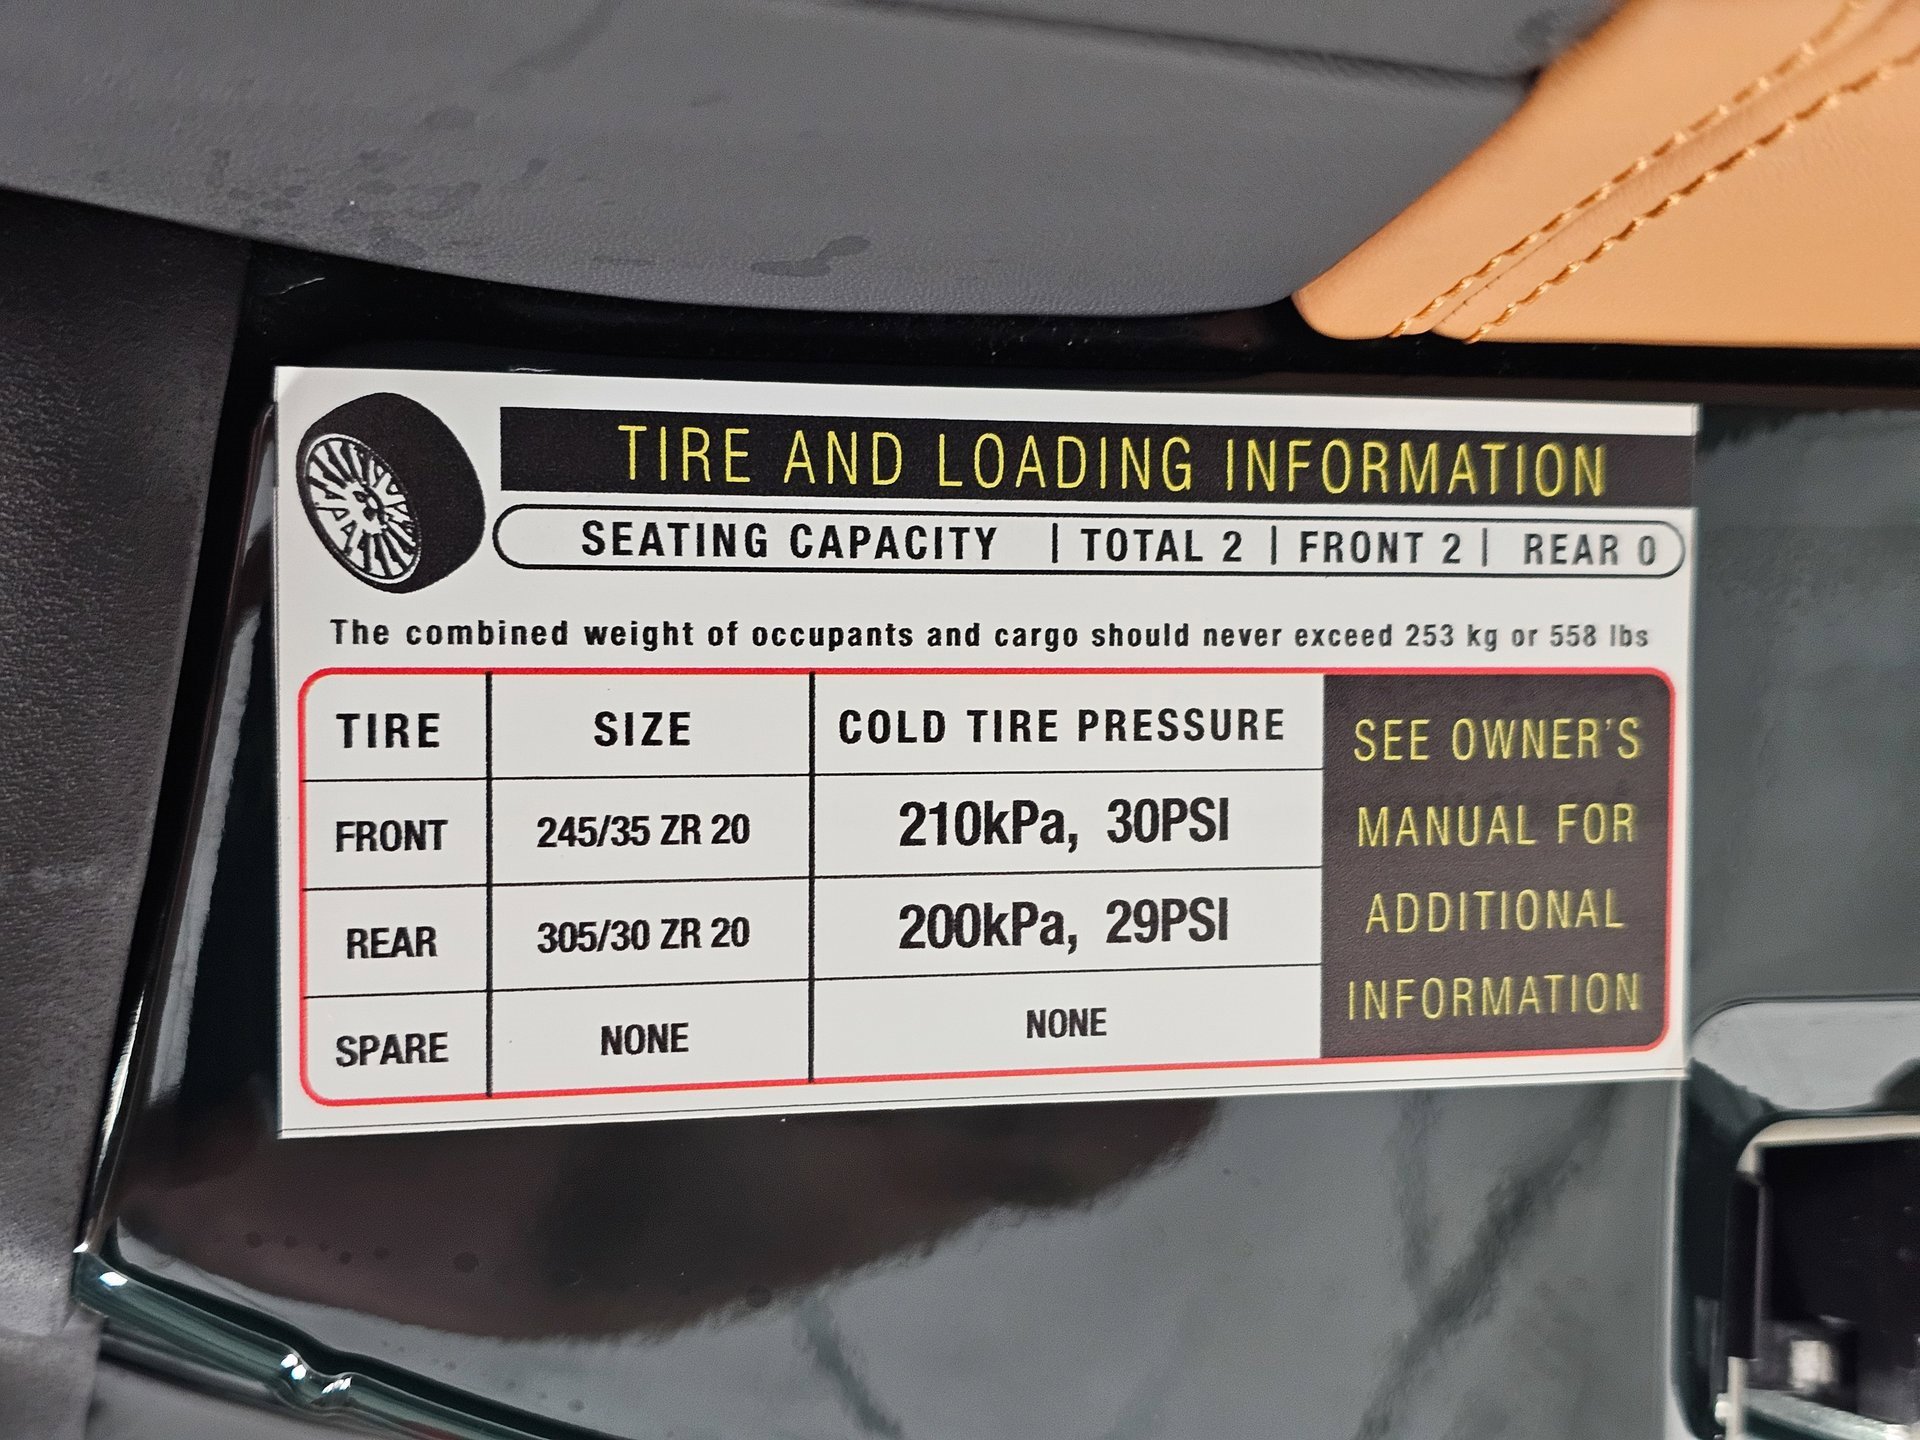 TIRE AND LOADING INFORMATION
SEATING CAPACITY | TOTAL 2 | FRONT 2 | REAR 0
The combined weight of occupants and cargo should never exceed 253 kg or 558 lbs
TIRE SIZE COLD TIRE PRESSURE
FRONT 245/35 ZR 20 210kPa, 30PSI
REAR 305/30 ZR 20 200kPa, 29PSI
SPARE NONE NONE
SEE OWNER'S
MANUAL FOR
ADDITIONAL
INFORMATION